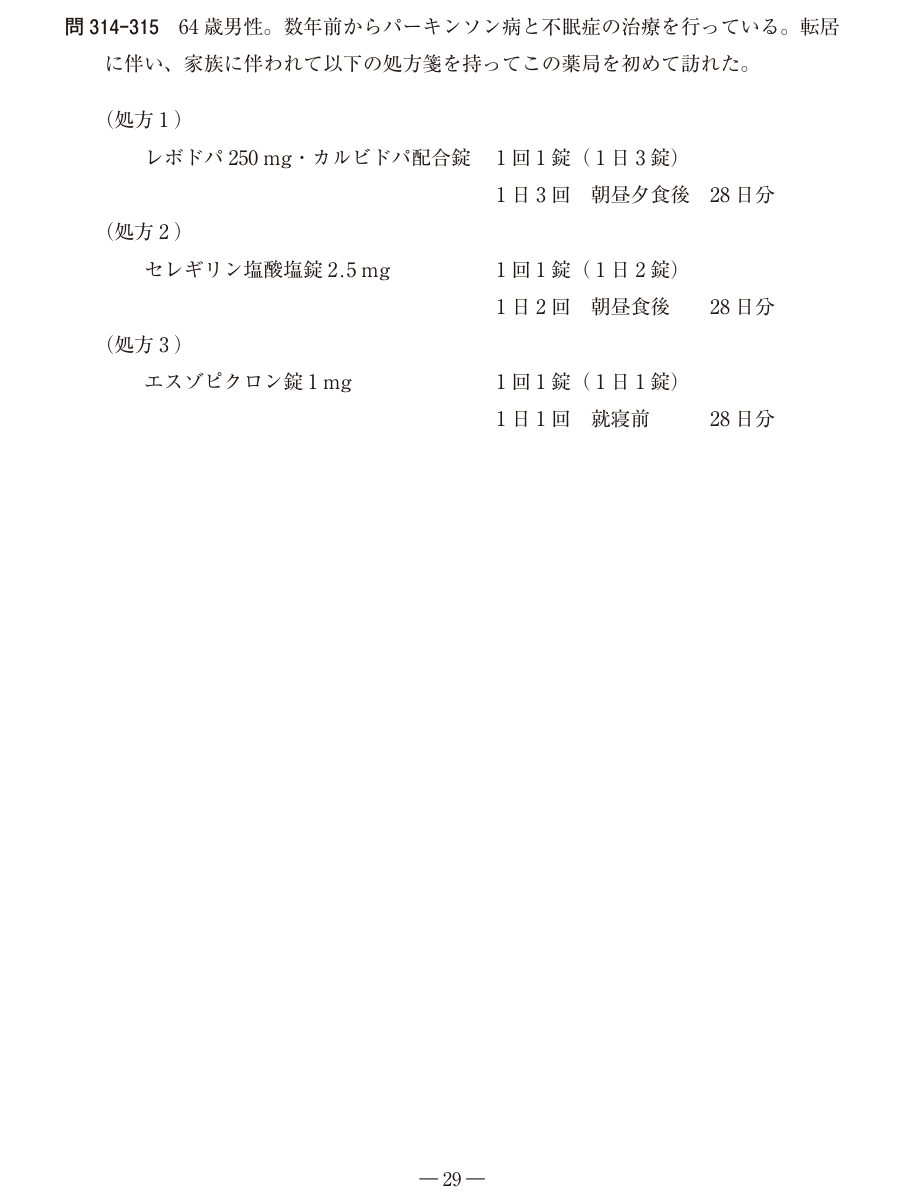 問 314-315 64 歳男性。数年前からパーキンソン病と不眠症の治療を行っている。転居
に伴い、家族に伴われて以下の処方箋を持ってこの薬局を初めて訪れた。
（処方1）
レボドパ 250 mg・カルビドパ配合錠 1回1錠（1日3錠）
1日3回 朝昼夕食後 28 日分
（処方2）
セレギリン塩酸塩錠 2.5 mg 1回1錠（1日2錠）
1日2回 朝昼食後 28 日分
（処方3）
エスゾピクロン錠 1 mg 1回1錠（1日1錠）
1日1回 就寝前 28 日分
― 29 ―